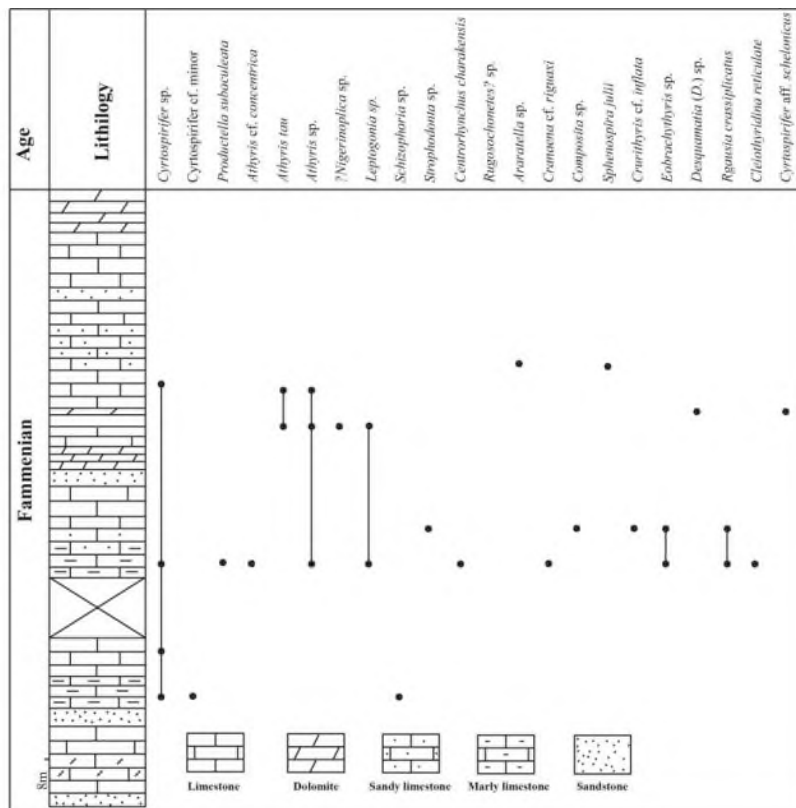 Age
Lithilogy
Cyrtospirifer sp.
Cyrtospirifer cf. minor
Productella subaculeata
Athyris cf. concentrica
Athyris tau
Athyris sp.
?Nigerinoplica sp.
Leptogonia sp.
Schizophoria sp.
Strophodonta sp.
Centrorhynchus charakensis
Rugosochonetes? sp.
Araratella sp.
Cranaena cf. riguaxi
Composita sp.
Sphenospira julii
Crurithyris cf. inflata
Eobrachythyris sp.
Desquamatia (D.) sp.
Rgausia crassiplicatus
Cleiothyridina reticulate
Cyrtospirifer aff. schelonicus
Fammenian
8m
Limestone
Dolomite
Sandy limestone
Marly limestone
Sandstone